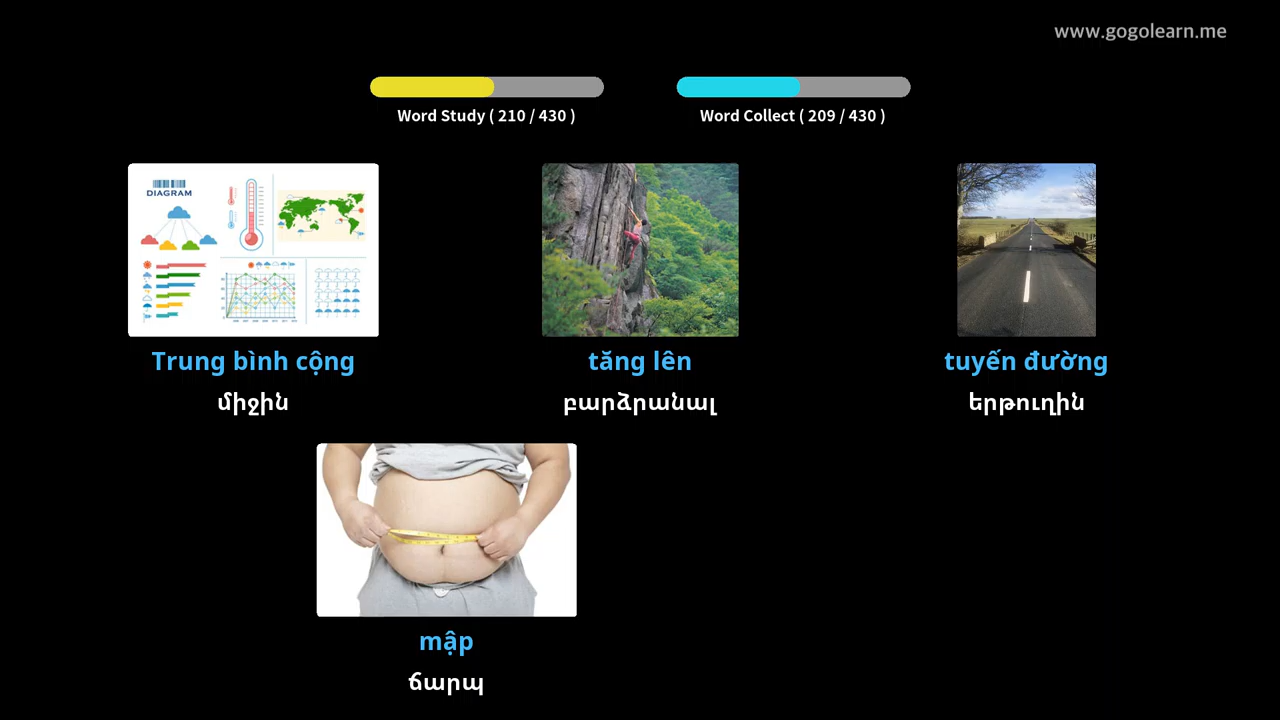 www.gogolearn.me
Word Study ( 210 / 430 )
Word Collect ( 209 / 430 )
DIAGRAM
Trung bình cộng
միջին
tăng lên
բարձրանալ
tuyến đường
երթուղին
mập
ճարպ